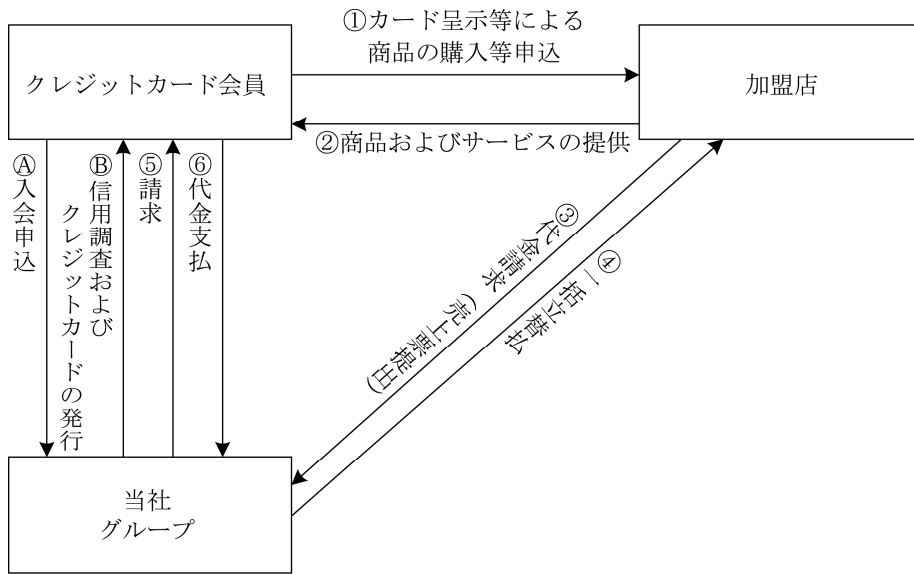 ①カード呈示等による
商品の購入等申込
クレジットカード会員
加盟店
②商品およびサービスの提供
Ⓐ入会申込
Ⓑ信用調査および
クレジットカードの発行
⑤請求
⑥代金支払
③代金請求
(売上票提出)
④一括立替払
当社
グループ